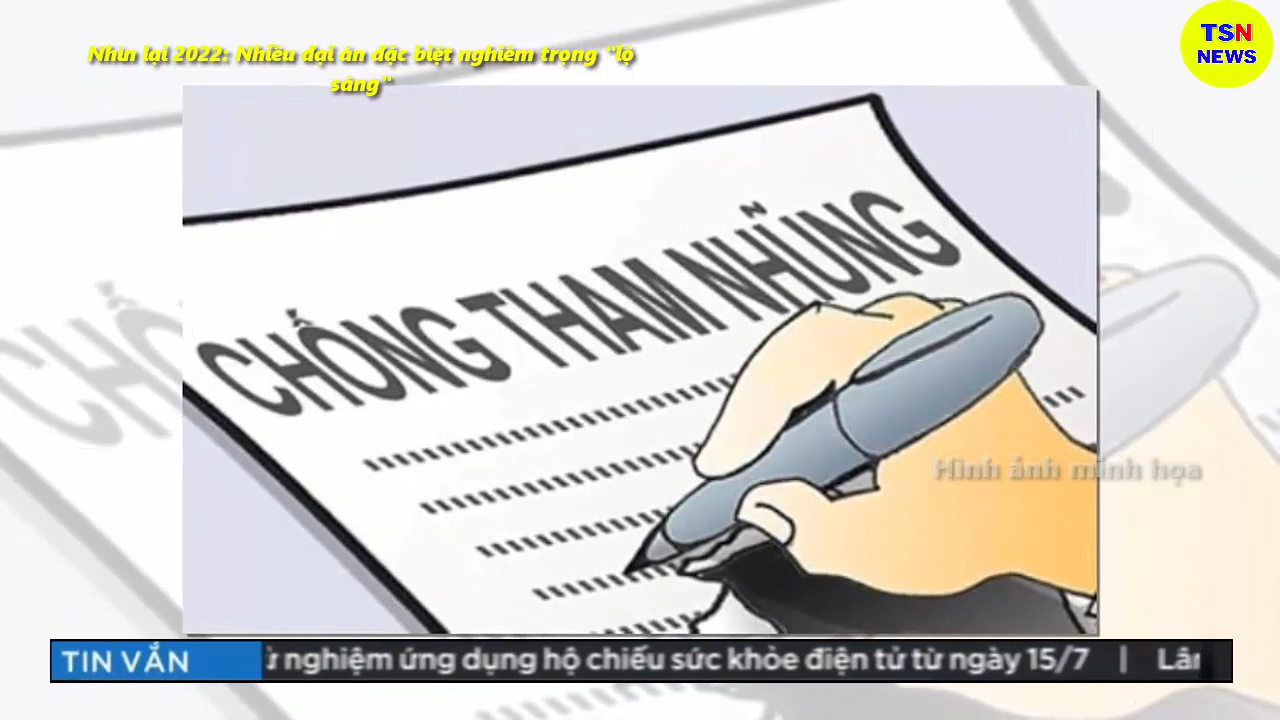 Nhìn lại 2022: Nhiều đại án đặc biệt nghiêm trọng "lộ
sáng"
TSN
NEWS
CHỐNG THAM NHŨNG
Hình ảnh minh họa
TIN VẮN
nghiệm ứng dụng hộ chiếu sức khỏe điện tử từ ngày 15/7 |